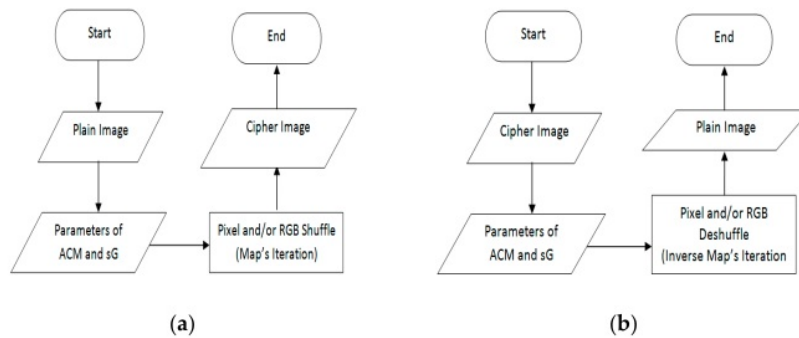 Start
Plain Image
Parameters of
ACM and sG
Pixel and/or RGB Shuffle
(Map's Iteration)
Cipher Image
End
(a)
Start
Cipher Image
Parameters of
ACM and sG
Pixel and/or RGB
Deshuffle
(Inverse Map's Iteration
Plain Image
End
(b)